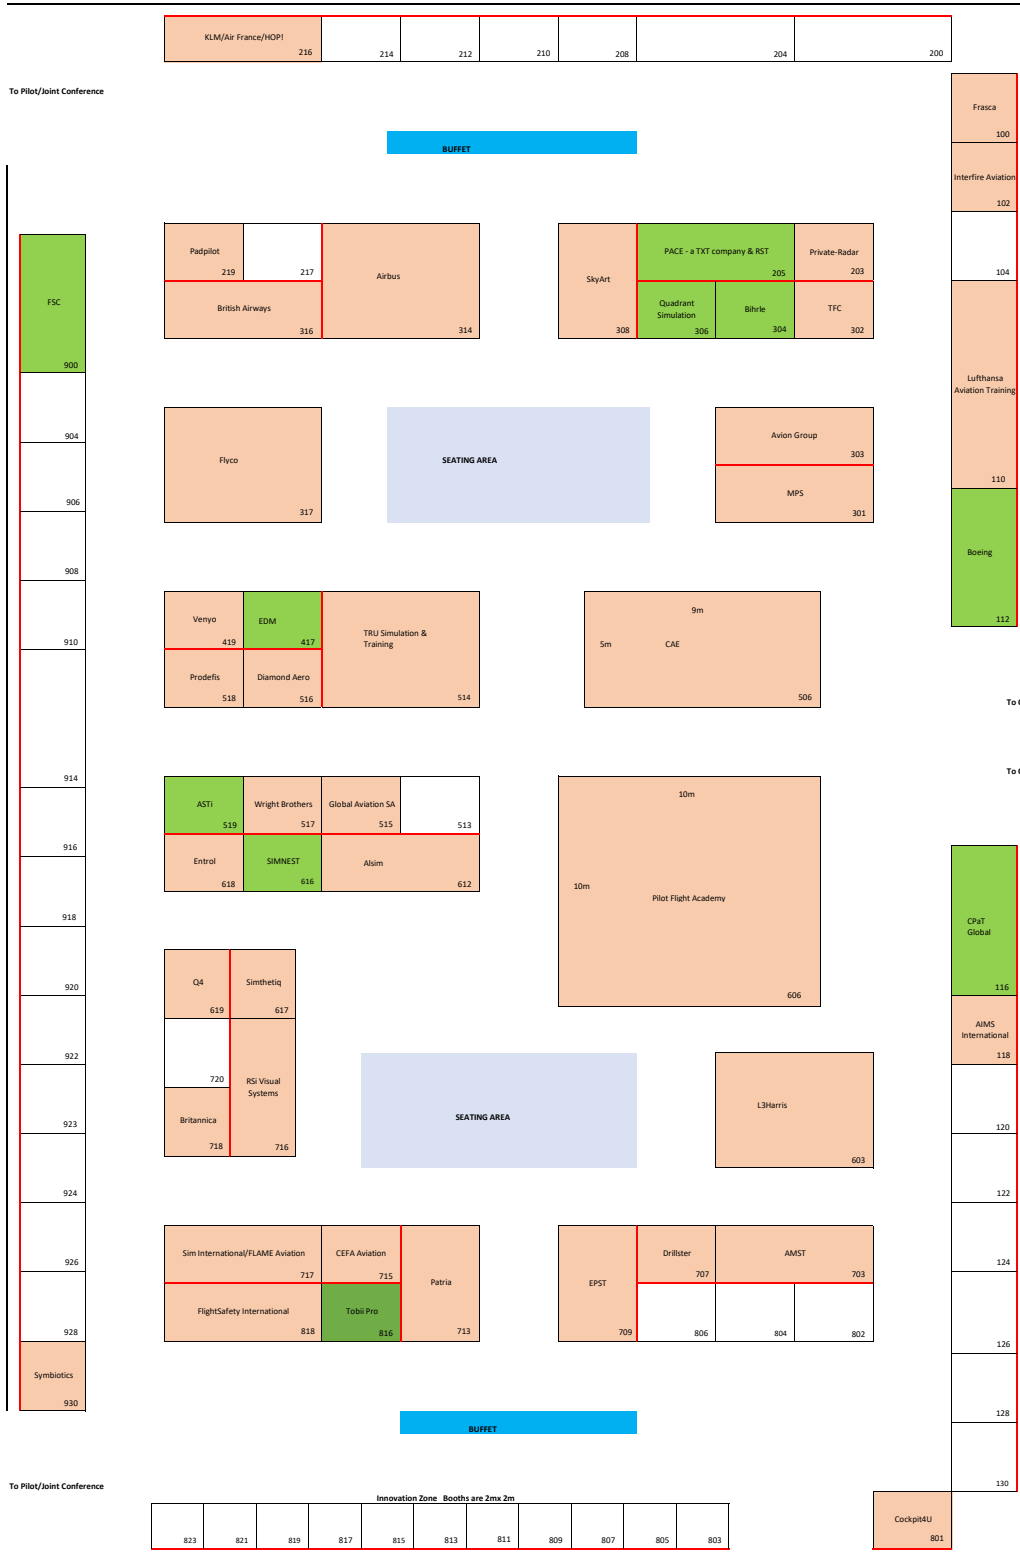 KLM/Air France/HOP!
216
214
212
210
208
204
200
To Pilot/Joint Conference
Frasca
100
BUFFET
Interfire Aviation
102
104
Padpilot
219
217
Airbus
314
British Airways
316
SkyArt
308
PACE - a TXT company & RST
205
Private-Radar
203
Quadrant
Simulation
306
Bihrle
304
TFC
302
FSC
900
Lufthansa
Aviation Training
110
904
906
908
910
914
916
918
920
922
923
924
926
928
Flyco
317
SEATING AREA
Avion Group
303
MPS
301
Boeing
112
Venyo
419
EDM
417
TRU Simulation &
Training
514
Prodefis
518
Diamond Aero
516
9m
5m
CAE
506
To
To
ASTi
519
Wright Brothers
517
Global Aviation SA
515
513
Entrol
618
SIMNEST
616
Alsim
612
10m
10m
Pilot Flight Academy
606
CPaT
Global
116
AIMS
International
118
120
122
124
126
128
130
Q4
619
Simthetiq
617
720
RSi Visual
Systems
716
Britannica
718
SEATING AREA
L3Harris
603
Sim International/FLAME Aviation
717
CEFA Aviation
715
Patria
713
FlightSafety International
818
Tobii Pro
816
EPST
709
Drillster
707
AMST
703
806
804
802
Symbiotics
930
BUFFET
To Pilot/Joint Conference
Innovation Zone Booths are 2mx 2m
823
821
819
817
815
813
811
809
807
805
803
Cockpit4U
801